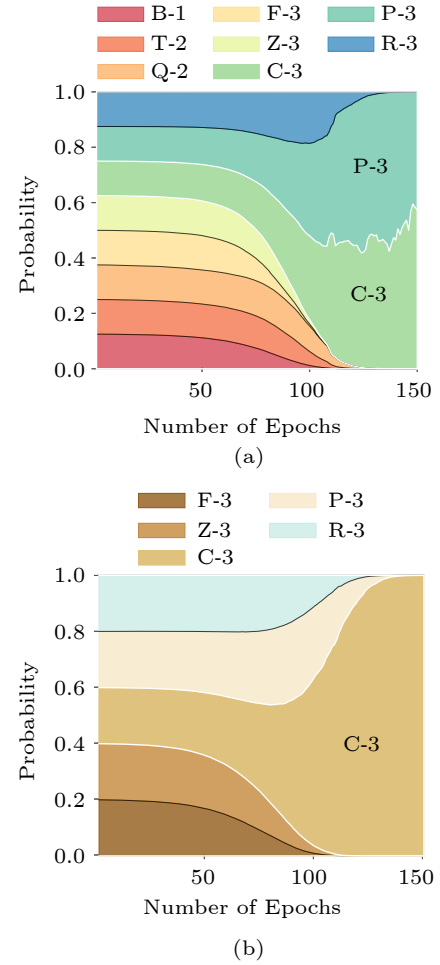 B-1 F-3 P-3
T-2 Z-3 R-3
Q-2 C-3
1.0
0.8
0.6
0.4
0.2
0.0
Probability
P-3
C-3
50 100 150
Number of Epochs
(a)
F-3 P-3
Z-3 R-3
C-3
1.0
0.8
0.6
0.4
0.2
0.0
Probability
C-3
50 100 150
Number of Epochs
(b)